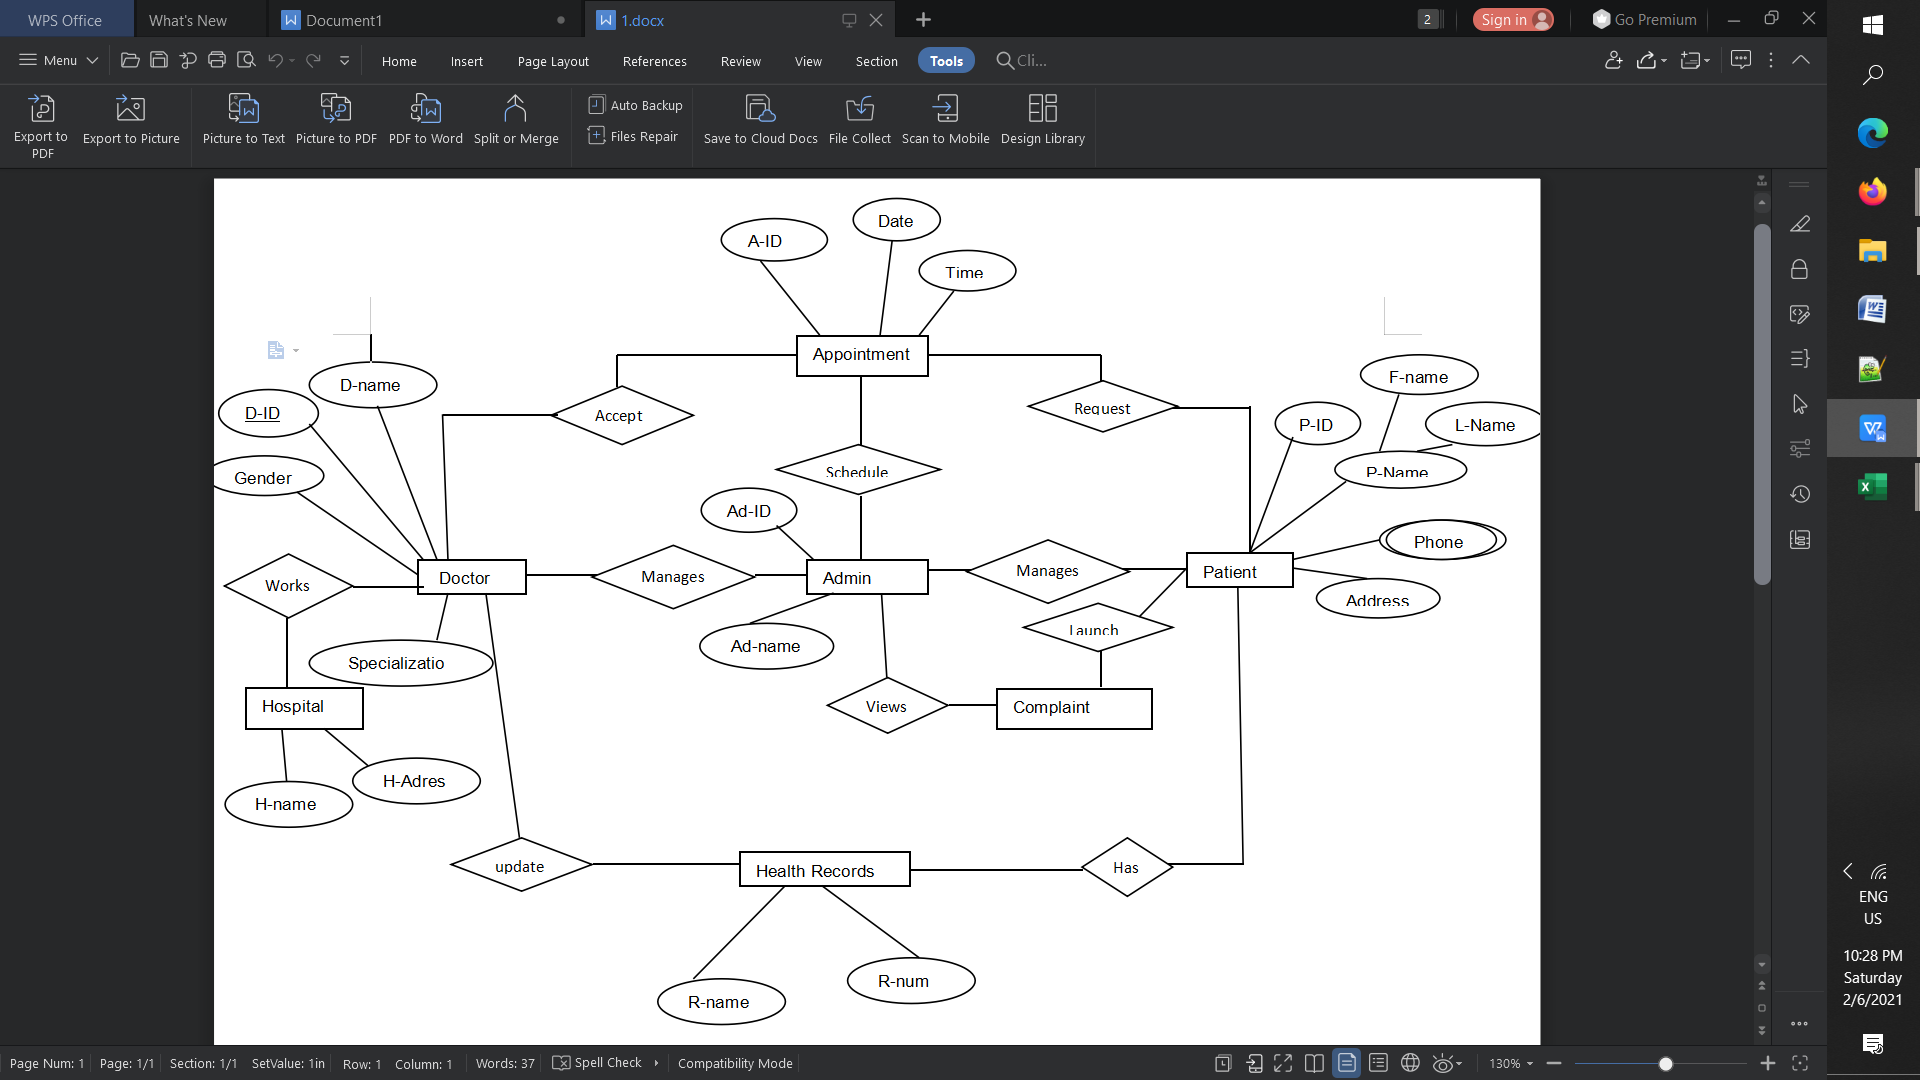 WPS Office
What's New
Document1
1.docx
2
Sign in
Go Premium
Menu
Home
Insert
Page Layout
References
Review
View
Section
Tools
Cli...
Export to PDF
Export to Picture
Picture to Text
Picture to PDF
PDF to Word
Split or Merge
Auto Backup
Files Repair
Save to Cloud Docs
File Collect
Scan to Mobile
Design Library
Date
A-ID
Time
Appointment
D-name
F-name
D-ID
Accept
Request
P-ID
L-Name
Gender
Schedule
P-Name
Ad-ID
Phone
Works
Doctor
Manages
Admin
Manages
Patient
Address
Launch
Ad-name
Specializatio
Hospital
Views
Complaint
H-Adres
H-name
update
Health Records
Has
R-name
R-num
Page Num: 1
Page: 1/1
Section: 1/1
SetValue: 1in
Row: 1
Column: 1
Words: 37
Spell Check
Compatibility Mode
130%
ENG
US
10:28 PM
Saturday
2/6/2021